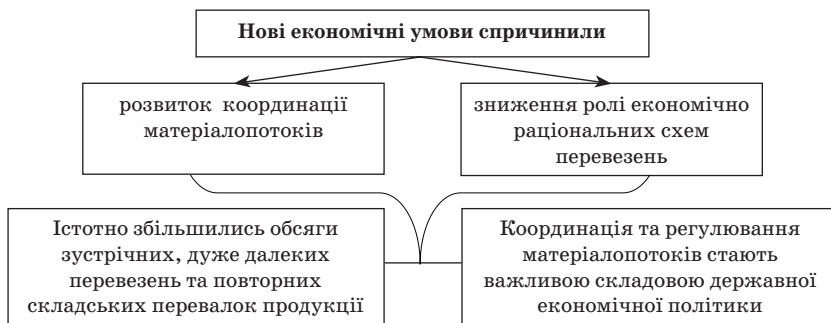 Нові економічні умови спричинили
розвиток координації
матеріалопотоків
зниження ролі економічно
раціональних схем
перевезень
Істотно збільшились обсяги
зустрічних, дуже далеких
перевезень та повторних
складських перевалок продукції
Координація та регулювання
матеріалопотоків стають
важливою складовою державної
економічної політики